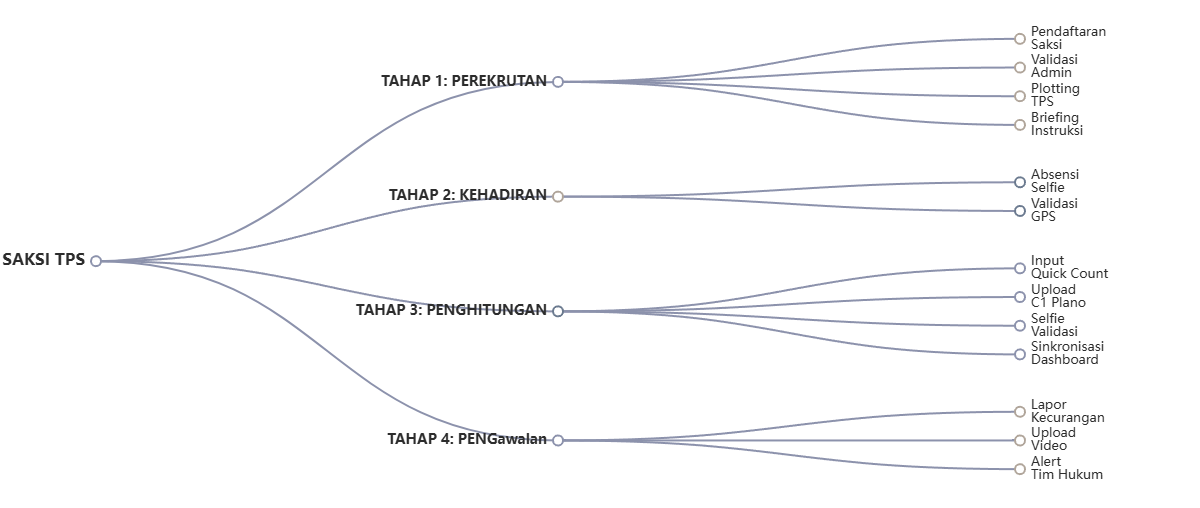 SAKSI TPS
TAHAP 1: PEREKRUTAN
Pendaftaran
Saksi
Validasi
Admin
Plotting
TPS
Briefing
Instruksi
TAHAP 2: KEHADIRAN
Absensi
Selfie
Validasi
GPS
TAHAP 3: PENGHITUNGAN
Input
Quick Count
Upload
C1 Plano
Selfie
Validasi
Sinkronisasi
Dashboard
TAHAP 4: PENGawalan
Lapor
Kecurangan
Upload
Video
Alert
Tim Hukum